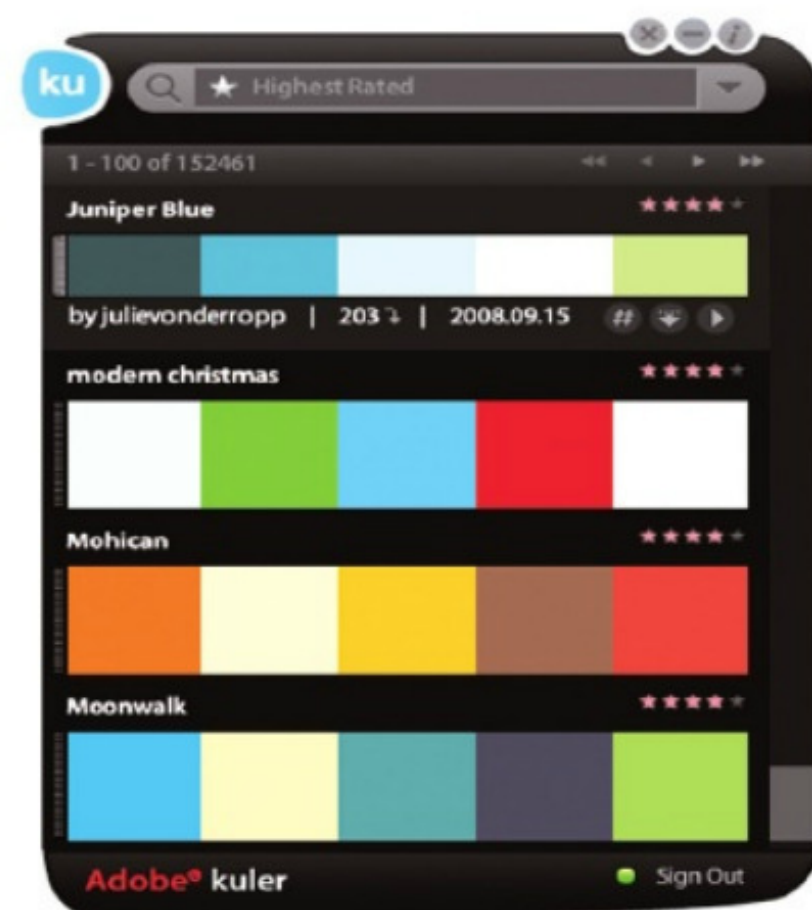 ku
★ Highest Rated
1 - 100 of 152461
Juniper Blue
by julievonderropp | 203 | 2008.09.15 ##
modern christmas
Mohican
Moonwalk
Adobe® kuler
Sign Out